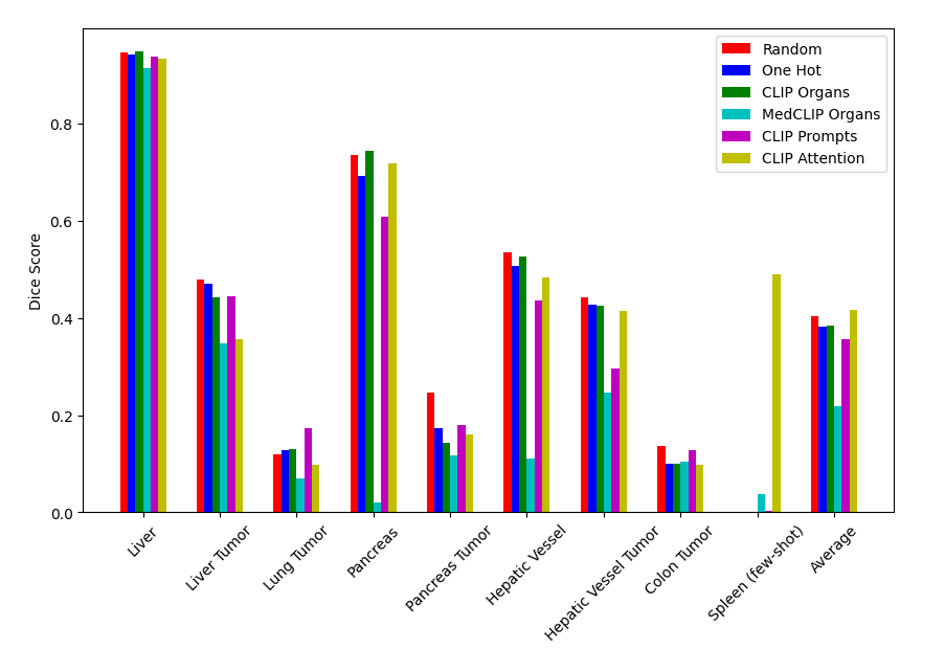 Random
One Hot
CLIP Organs
MedCLIP Organs
CLIP Prompts
CLIP Attention
Dice Score
0.8
0.6
0.4
0.2
0.0
Liver
Liver Tumor
Lung Tumor
Pancreas
Pancreas Tumor
Hepatic Vessel
Hepatic Vessel Tumor
Colon Tumor
Spleen (few-shot)
Average